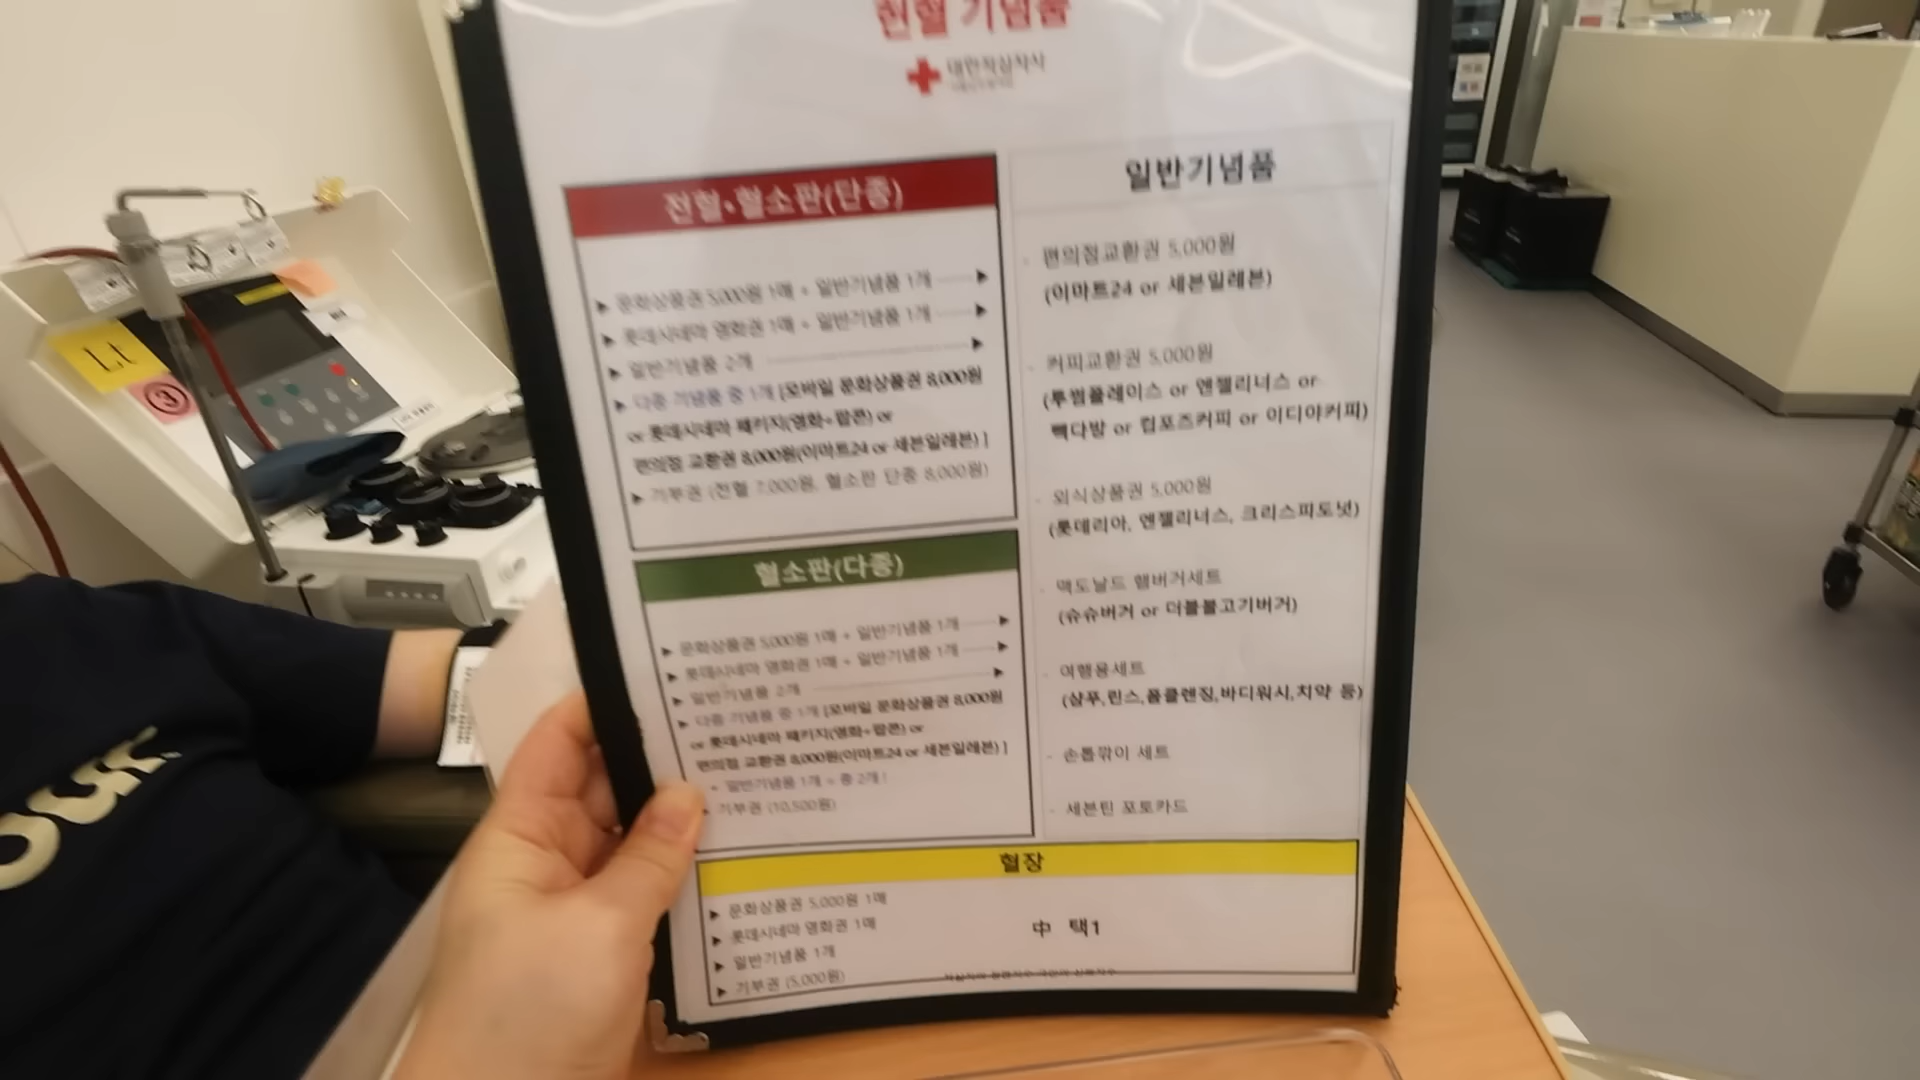 헌혈 기념품
대한적십자사
전혈•혈소판(단종)
▶ 문화상품권 5,000원 1매 + 일반기념품 1개
▶ 롯데시네마 영화권 1매 + 일반기념품 1개
▶ 일반기념품 2개
▶ 다종 기념품 중 1개 [모바일 문화상품권 8,000원
or 롯데시네마 패키지(영화+팝콘) or
편의점 교환권 8,000원(이마트24 or 세븐일레븐) ]
▶ 기부권 (전혈 7,000원, 혈소판 단종 8,000원)
혈소판(다종)
▶ 문화상품권 5,000원 1매 + 일반기념품 1개
▶ 롯데시네마 영화권 1매 + 일반기념품 1개
▶ 일반기념품 2개
▶ 다종 기념품 중 1개 [모바일 문화상품권 8,000원
or 롯데시네마 패키지(영화+팝콘) or
편의점 교환권 8,000원(이마트24 or 세븐일레븐) ]
+ 일반기념품 1개 = 총 2개!
기부권 (10,500원)
일반기념품
- 편의점교환권 5,000원
(이마트24 or 세븐일레븐)
- 커피교환권 5,000원
(투썸플레이스 or 엔젤리너스 or
빽다방 or 컴포즈커피 or 이디야커피)
- 외식상품권 5,000원
(롯데리아, 엔젤리너스, 크리스피도넛)
- 맥도날드 햄버거세트
(슈슈버거 or 더블불고기버거)
- 여행용세트
(샴푸,린스,폼클렌징,바디워시,치약 등)
- 손톱깎이 세트
- 세븐틴 포토카드
혈장
▶ 문화상품권 5,000원 1매
▶ 롯데시네마 영화권 1매
▶ 일반기념품 1개
▶ 기부권 (5,000원)
中 택1
Lt
③
our